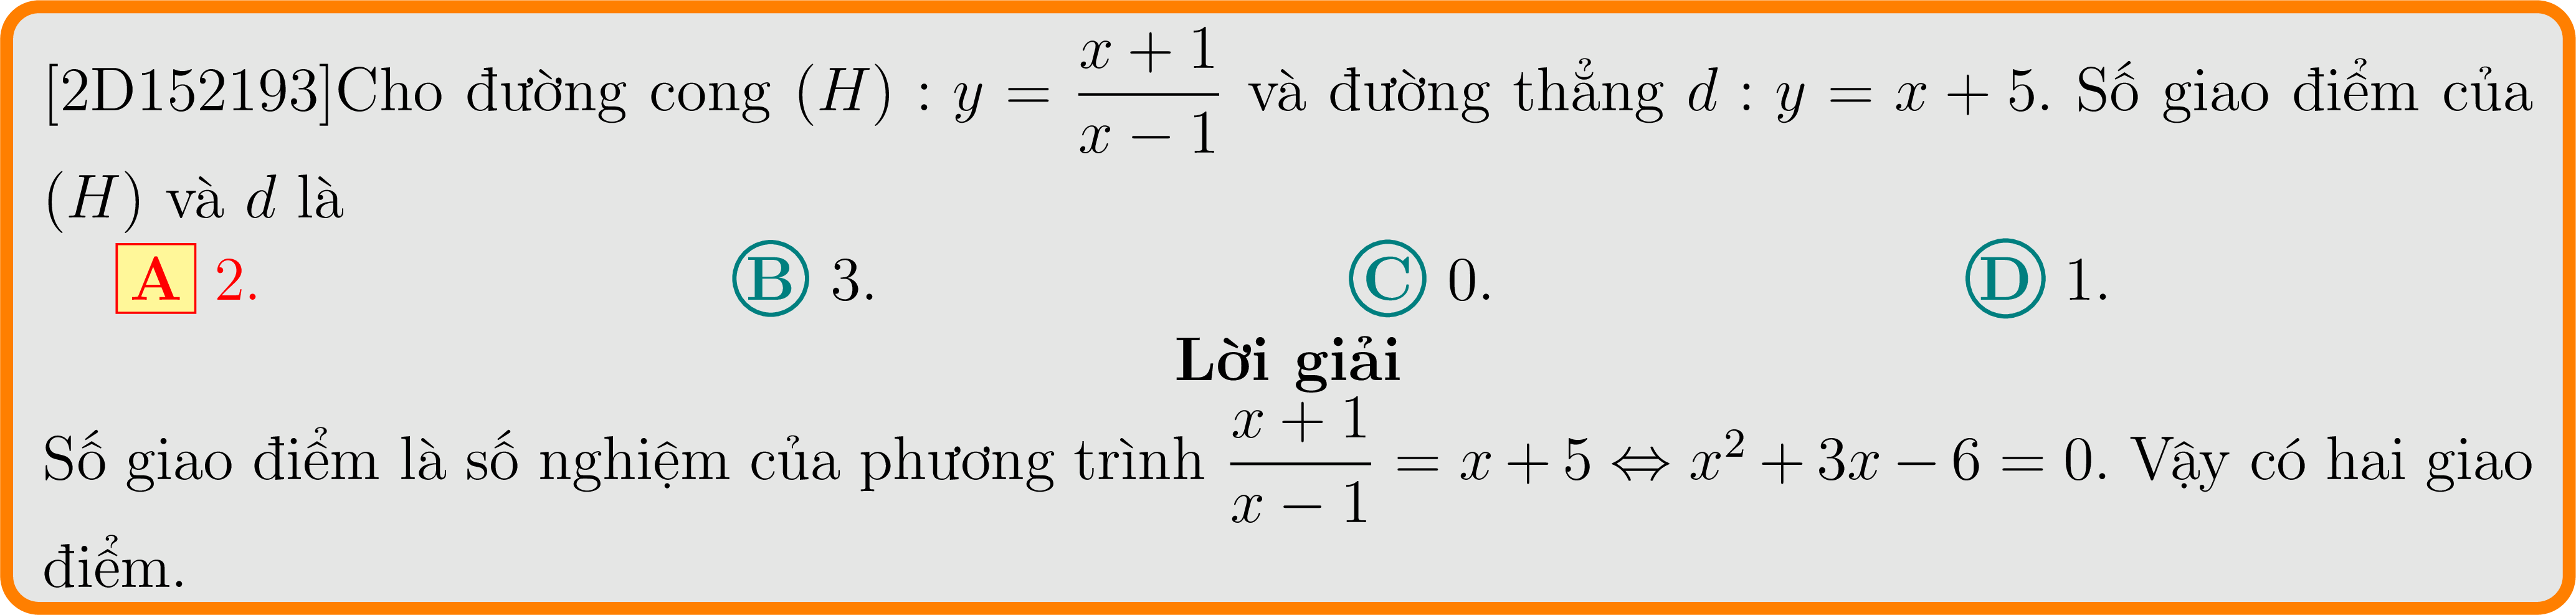 [2D152193]Cho đường cong (H) : y = \frac{x + 1}{x - 1} và đường thẳng d : y = x + 5. Số giao điểm của
(H) và d là
A 2. B 3. C 0. D 1.
Lời giải
Số giao điểm là số nghiệm của phương trình \frac{x + 1}{x - 1} = x + 5 ⇔ x² + 3x − 6 = 0. Vậy có hai giao
điểm.